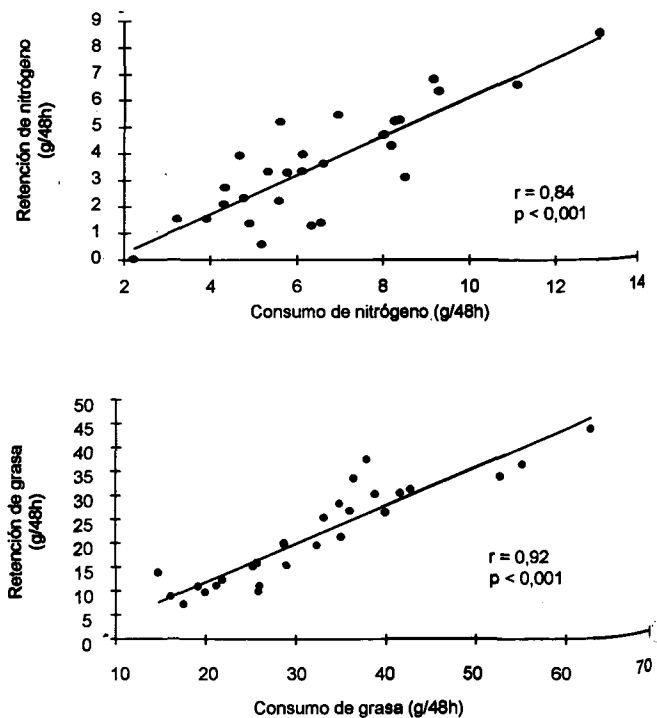 9
8
7
6
5
4
3
2
1
0
Retención de nitrógeno
(g/48h)
r = 0,84
p < 0,001
2 4 6 8 10 12 14
Consumo de nitrógeno (g/48h)
50
45
40
35
30
25
20
15
10
5
0
Retención de grasa
(g/48h)
r = 0,92
p < 0,001
10 20 30 40 50 60 70
Consumo de grasa (g/48h)